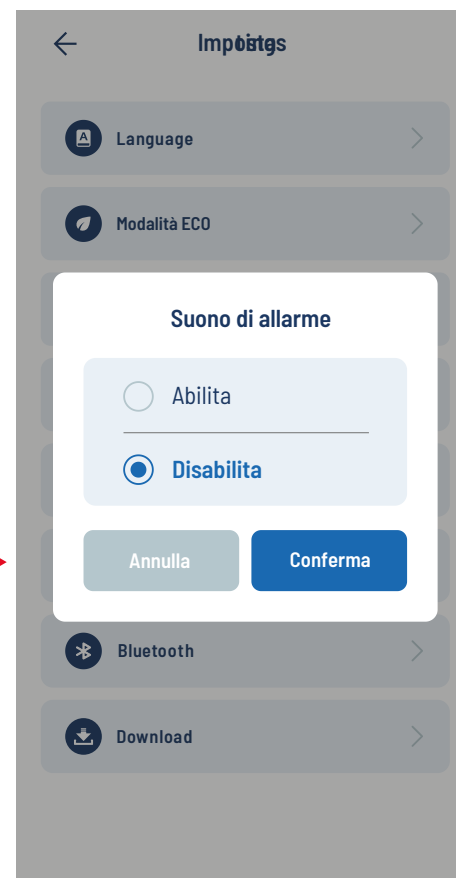 Language
Modalità ECO
Suono di allarme
Abilita
Disabilita
Annulla
Conferma
Bluetooth
Download